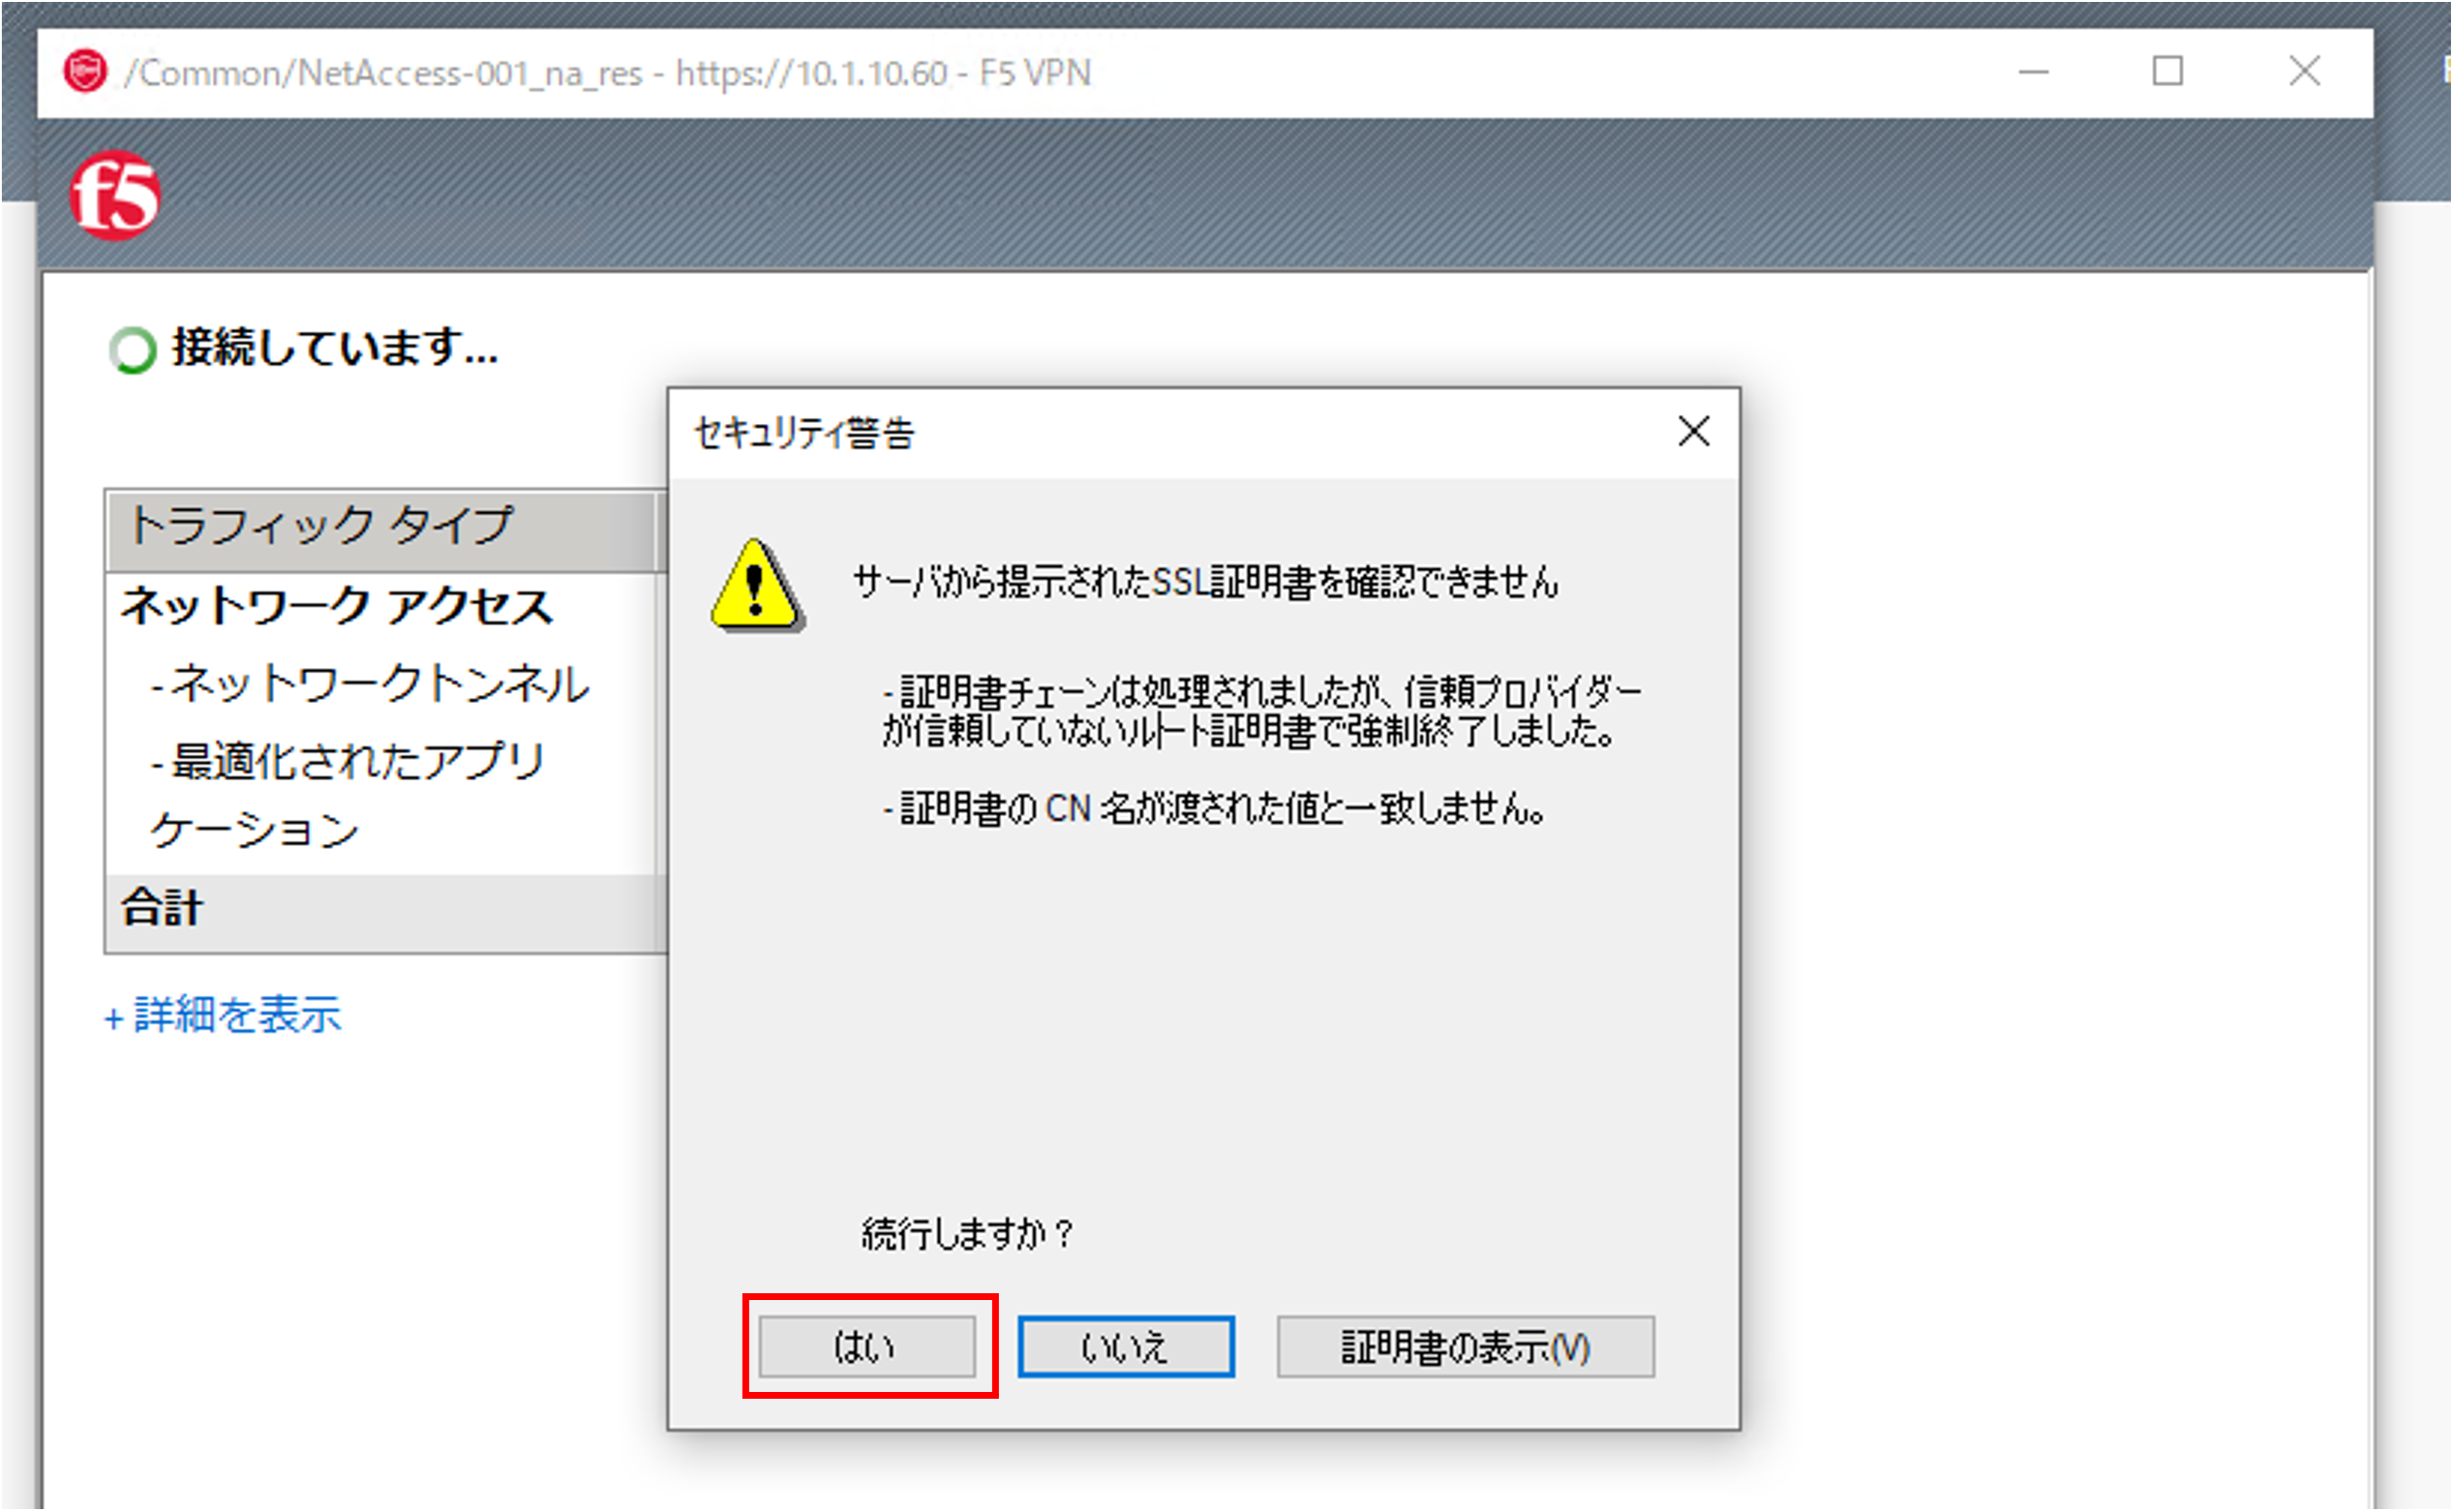 /Common/NetAccess-001_na_res - https://10.1.10.60 - F5 VPN
f5
接続しています...
トラフィック タイプ
ネットワーク アクセス
- ネットワークトンネル
- 最適化されたアプリ
ケーション
合計
+ 詳細を表示
セキュリティ警告
サーバから提示されたSSL証明書を確認できません
- 証明書チェーンは処理されましたが、信頼プロバイダー
が信頼していないルート証明書で強制終了しました。
- 証明書の CN 名が渡された値と一致しません。
続行しますか？
はい
いいえ
証明書の表示(V)